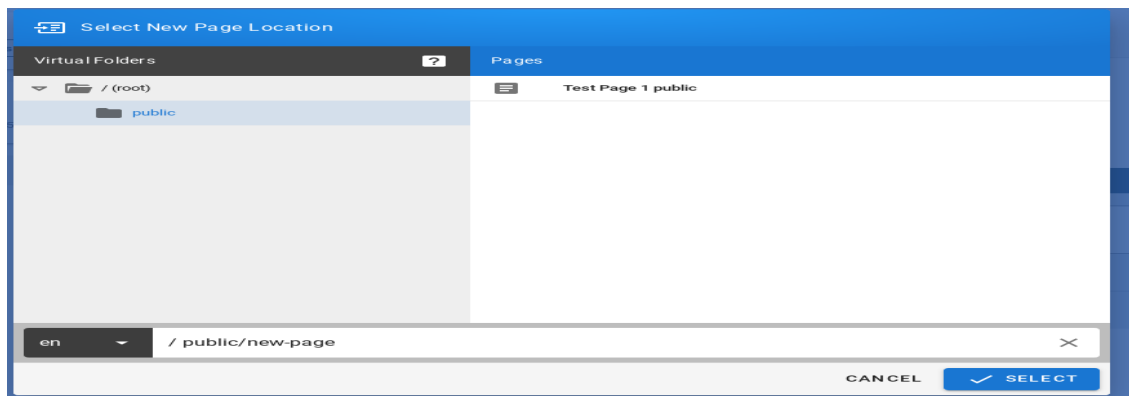 Select New Page Location
Virtual Folders ?
Pages
/ (root)
public
Test Page 1 public
en / public/new-page
CANCEL SELECT